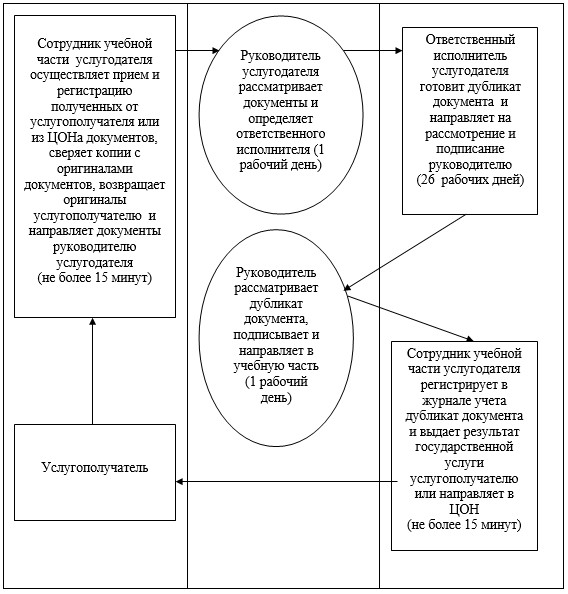 Сотрудник учебной
части услугодателя
осуществляет прием и
регистрацию
полученных от
услугополучателя или
из ЦОНа документов,
сверяет копии с
оригиналами
документов, возвращает
оригиналы
услугополучателю и
направляет документы
руководителю
услугодателя
(не более 15 минут)
Руководитель
услугодателя
рассматривает
документы и
определяет
ответственного
исполнителя (1
рабочий день)
Ответственный
исполнитель
услугодателя
готовит дубликат
документа и
направляет на
рассмотрение и
подписание
руководителю
(26 рабочих дней)
Руководитель
рассматривает
дубликат
документа,
подписывает и
направляет в
учебную часть
(1 рабочий
день)
Сотрудник учебной
части услугодателя
регистрирует в
журнале учета
дубликат документа
и выдает результат
государственной
услуги
услугополучателю
или направляет в
ЦОН
(не более 15 минут)
Услугополучатель